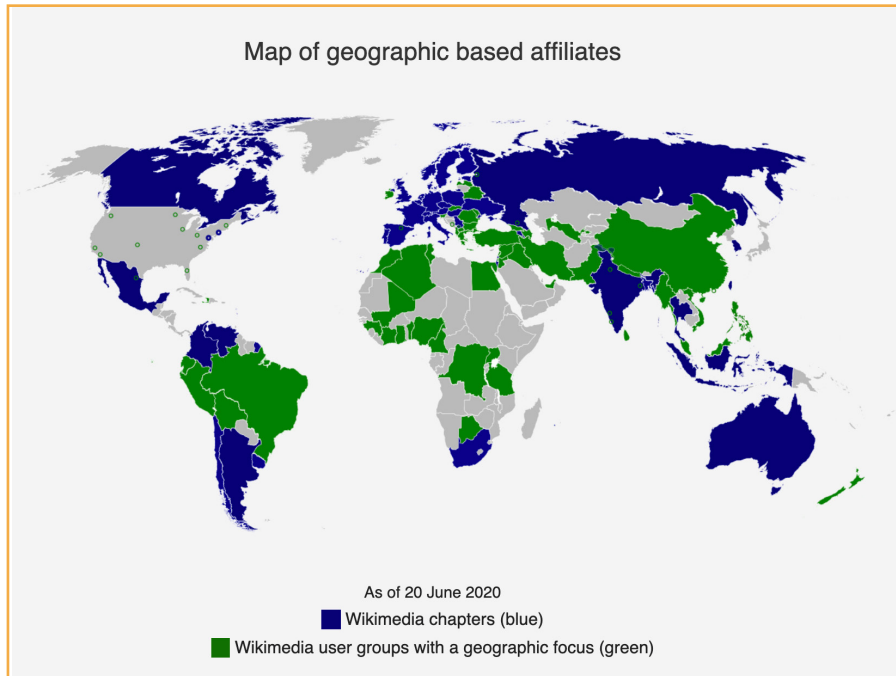 Map of geographic based affiliates
As of 20 June 2020
Wikimedia chapters (blue)
Wikimedia user groups with a geographic focus (green)